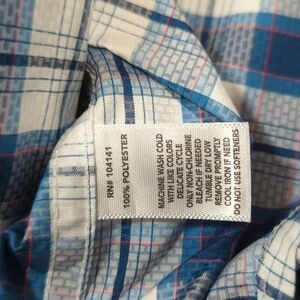 RN# 104141
100% POLYESTER
MACHINE WASH COLD
WITH LIKE COLORS
DELICATE CYCLE
ONLY NON-CHLORINE
BLEACH IF NEEDED
TUMBLE DRY LOW
REMOVE PROMPTLY
COOL IRON IF NEED
DO NOT USE SOFTENERS